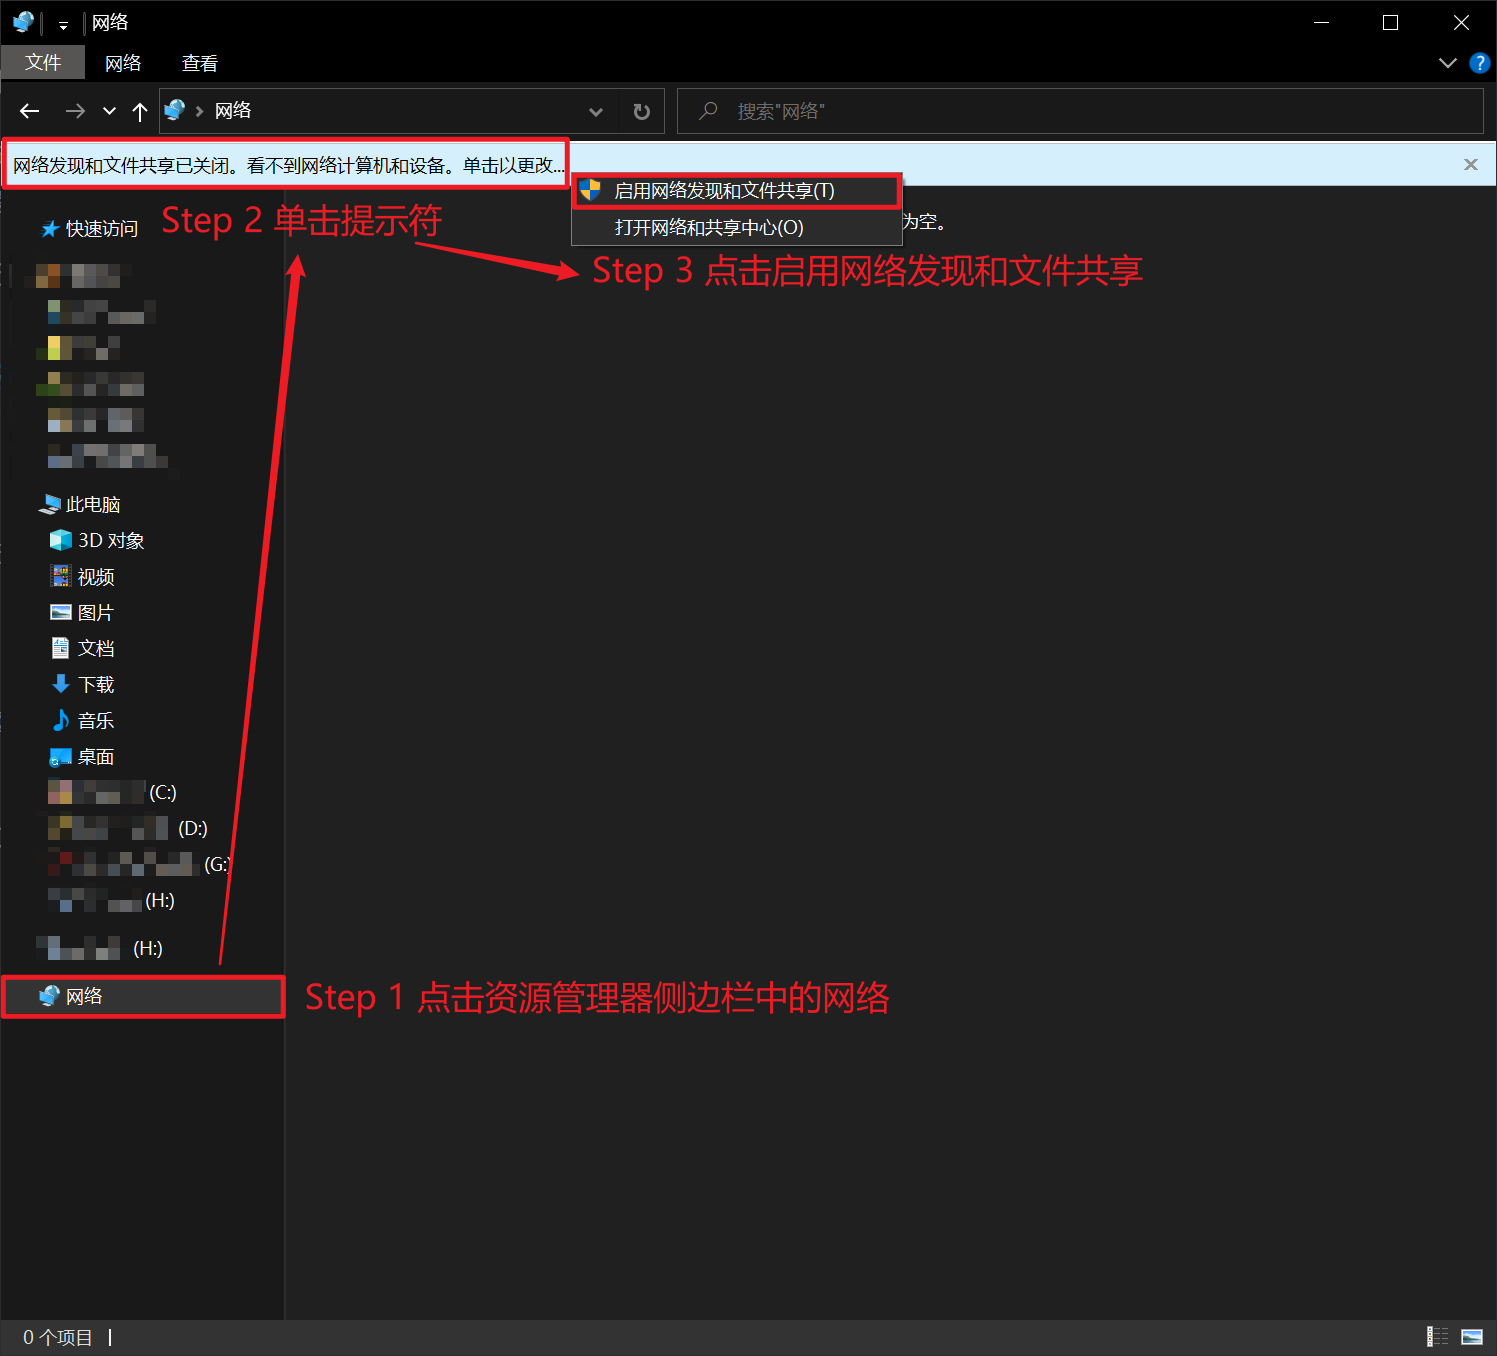 网络
文件 网络 查看
网络
搜索"网络"
网络发现和文件共享已关闭。看不到网络计算机和设备。单击以更改...
启用网络发现和文件共享(T)
打开网络和共享中心(O)
为空。
Step 2 单击提示符
Step 3 点击启用网络发现和文件共享
快速访问
此电脑
3D 对象
视频
图片
文档
下载
音乐
桌面
(C:)
(D:)
(G:)
(H:)
(H:)
网络
Step 1 点击资源管理器侧边栏中的网络
0 个项目